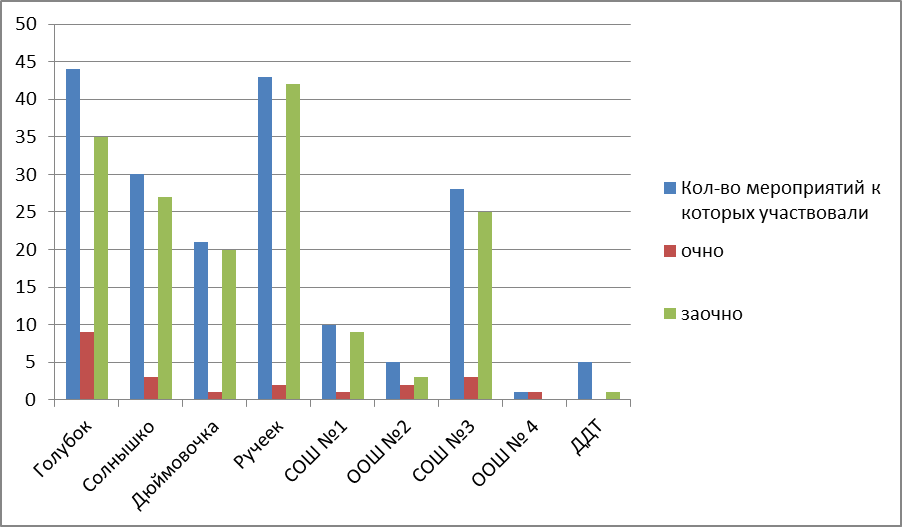 50
45
40
35
30
25
20
15
10
5
0
Голубок
Солнышко
Дюймовочка
Ручеек
СОШ №1
ООШ №2
СОШ №3
ООШ № 4
ДДТ
Кол-во мероприятий к
которых участвовали
очно
заочно